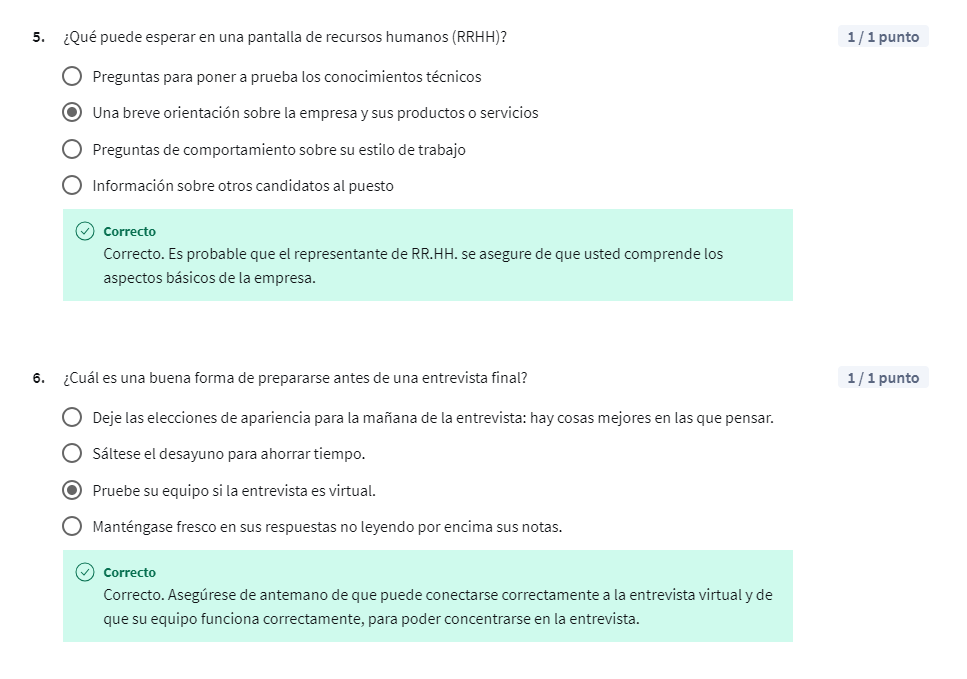 5. ¿Qué puede esperar en una pantalla de recursos humanos (RRHH)? 1 / 1 punto
Preguntas para poner a prueba los conocimientos técnicos
Una breve orientación sobre la empresa y sus productos o servicios
Preguntas de comportamiento sobre su estilo de trabajo
Información sobre otros candidatos al puesto
Correcto
Correcto. Es probable que el representante de RR.HH. se asegure de que usted comprende los
aspectos básicos de la empresa.
6. ¿Cuál es una buena forma de prepararse antes de una entrevista final? 1 / 1 punto
Deje las elecciones de apariencia para la mañana de la entrevista: hay cosas mejores en las que pensar.
Sáltese el desayuno para ahorrar tiempo.
Pruebe su equipo si la entrevista es virtual.
Manténgase fresco en sus respuestas no leyendo por encima sus notas.
Correcto
Correcto. Asegúrese de antemano de que puede conectarse correctamente a la entrevista virtual y de
que su equipo funciona correctamente, para poder concentrarse en la entrevista.